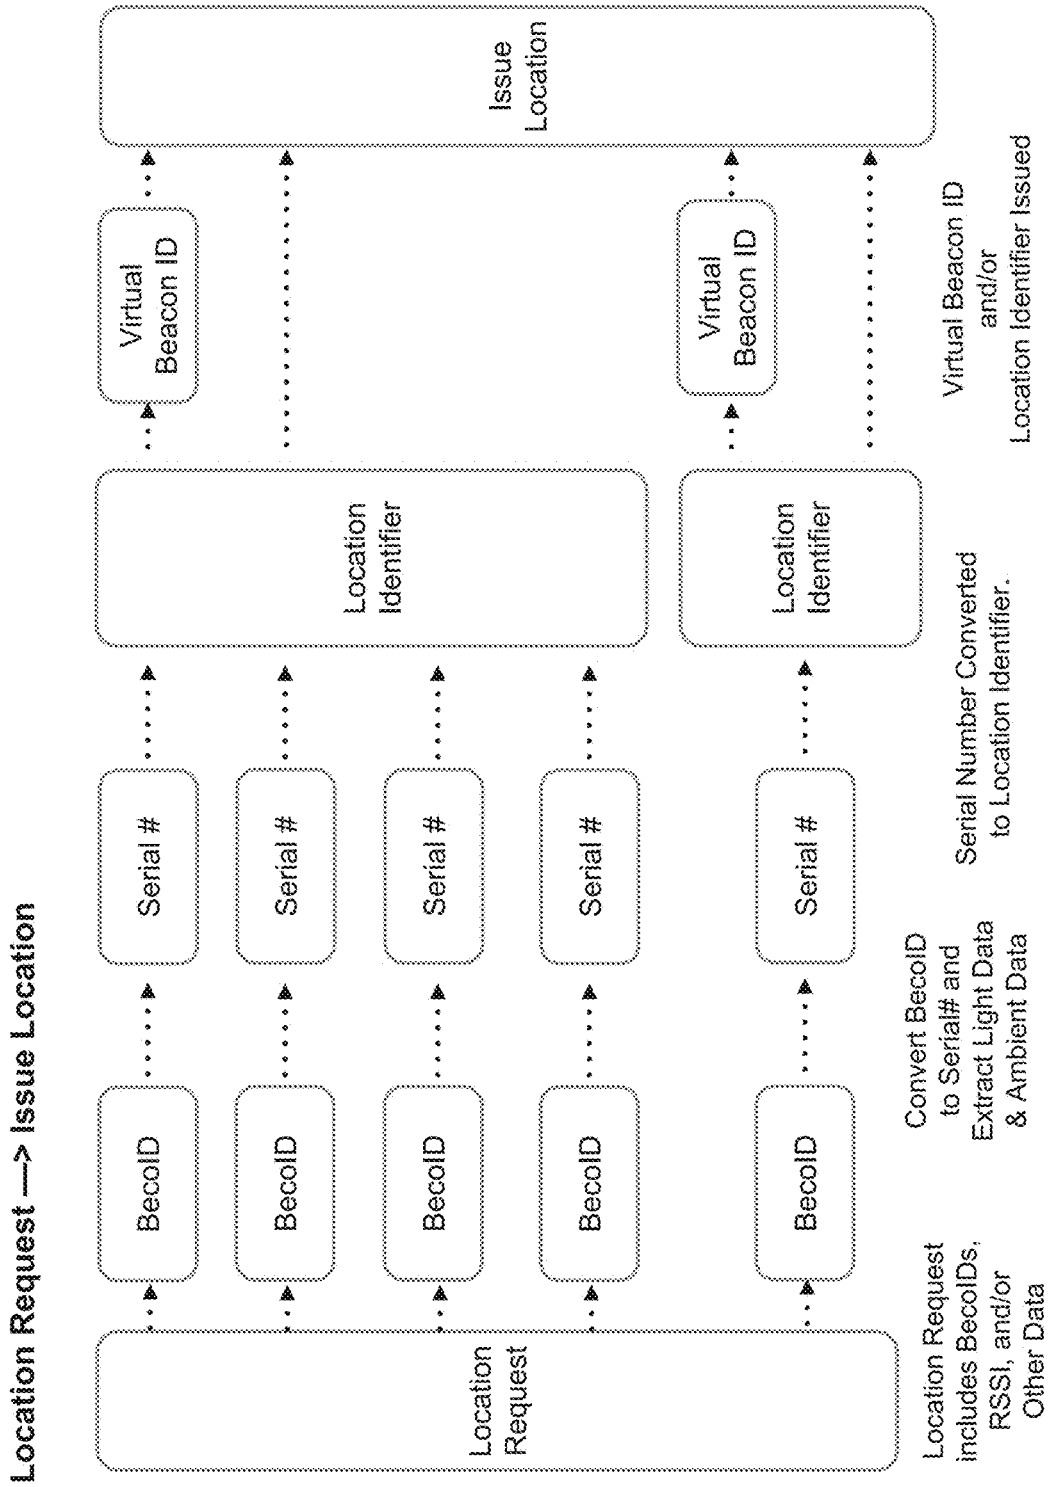 Location Request —> Issue Location
Location
Request
BecoID
BecoID
BecoID
BecoID
BecoID
Serial #
Serial #
Serial #
Serial #
Serial #
Location
Identifier
Location
Identifier
Virtual
Beacon ID
Virtual
Beacon ID
Issue
Location
Location Request
includes BecoIDs,
RSSI, and/or
Other Data
Convert BecoID
to Serial# and
Extract Light Data
& Ambient Data
Serial Number Converted
to Location Identifier.
Virtual Beacon ID
and/or
Location Identifier Issued